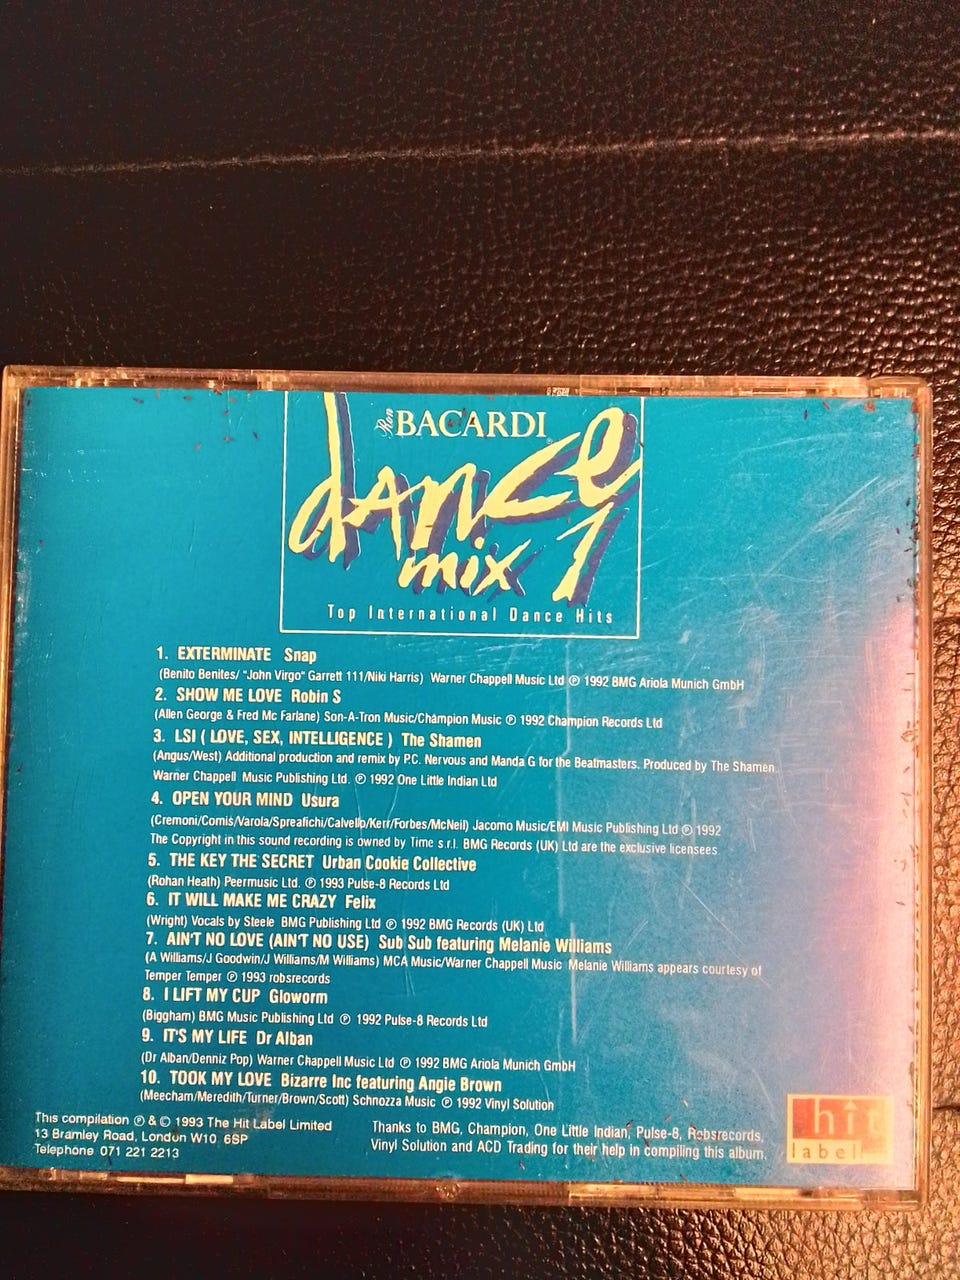 Ron BACARDI®
dance
mix 1
Top International Dance Hits
1. EXTERMINATE Snap
(Benito Benites/ "John Virgo" Garrett 111/Niki Harris) Warner Chappell Music Ltd ℗ 1992 BMG Ariola Munich GmbH
2. SHOW ME LOVE Robin S
(Allen George & Fred Mc Farlane) Son-A-Tron Music/Champion Music ℗ 1992 Champion Records Ltd
3. LSI ( LOVE, SEX, INTELLIGENCE ) The Shamen
(Angus/West) Additional production and remix by P.C. Nervous and Manda G for the Beatmasters. Produced by The Shamen.
Warner Chappell Music Publishing Ltd. ℗ 1992 One Little Indian Ltd
4. OPEN YOUR MIND Usura
(Cremoni/Comis/Varola/Spreafichi/Calvello/Kerr/Forbes/McNeil) Jacomo Music/EMI Music Publishing Ltd ℗ 1992
The Copyright in this sound recording is owned by Time s.r.l. BMG Records (UK) Ltd are the exclusive licensees.
5. THE KEY THE SECRET Urban Cookie Collective
(Rohan Heath) Peermusic Ltd. ℗ 1993 Pulse-8 Records Ltd
6. IT WILL MAKE ME CRAZY Felix
(Wright) Vocals by Steele BMG Publishing Ltd ℗ 1992 BMG Records (UK) Ltd
7. AIN'T NO LOVE (AIN'T NO USE) Sub Sub featuring Melanie Williams
(A Williams/J Goodwin/J Williams/M Williams) MCA Music/Warner Chappell Music Melanie Williams appears courtesy of
Temper Temper ℗ 1993 robsrecords
8. I LIFT MY CUP Gloworm
(Biggham) BMG Music Publishing Ltd ℗ 1992 Pulse-8 Records Ltd
9. IT'S MY LIFE Dr Alban
(Dr Alban/Denniz Pop) Warner Chappell Music Ltd ℗ 1992 BMG Ariola Munich GmbH
10. TOOK MY LOVE Bizarre Inc featuring Angie Brown
(Meecham/Meredith/Turner/Brown/Scott) Schnozza Music ℗ 1992 Vinyl Solution
This compilation ℗ & © 1993 The Hit Label Limited
13 Bramley Road, London W10 6SP
Telephone 071 221 2213
Thanks to BMG, Champion, One Little Indian, Pulse-8, Robsrecords,
Vinyl Solution and ACD Trading for their help in compiling this album.
hit
label